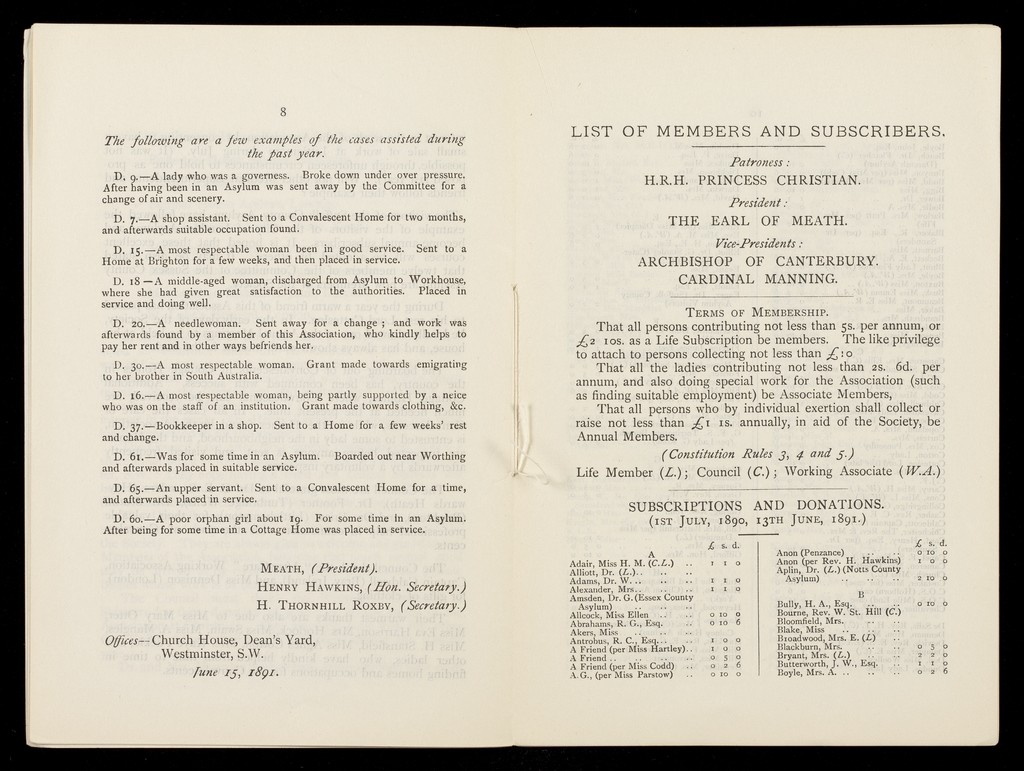 8
The following are a few examples of the cases assisted during
the past year.
D. 9.—A lady who was a governess. Broke down under over pressure.
After having been in an Asylum was sent away by the Committee for a
change of air and scenery.
D. 7.—A shop assistant. Sent to a Convalescent Home for two months,
and afterwards suitable occupation found.
D. 15.—A most respectable woman been in good service. Sent to a
Home at Brighton for a few weeks, and then placed in service.
D. 18—A middle-aged woman, discharged from Asylum to Workhouse,
where she had given great satisfaction to the authorities. Placed in
service and doing well.
D. 20.—A needlewoman. Sent away for a change ; and work was
afterwards found by a member of this Association, who kindly helps to
pay her rent and in other ways befriends her.
D. 30.—A most respectable woman. Grant made towards emigrating
to her brother in South Australia.
D. 16.—A most respectable woman, being partly supported by a neice
who was on the staff of an institution. Grant made towards clothing, &c.
D. 37.—Bookkeeper in a shop. Sent to a Home for a few weeks' rest
and change.
D. 61.—Was for some time in an Asylum. Boarded out near Worthing
and afterwards placed in suitable service.
D. 65.—An upper servant. Sent to a Convalescent Home for a time,
and afterwards placed in service.
D. 60.—A poor orphan girl about 19. For some time in an Asylum.
After being for some time in a Cottage Home was placed in service.
MEATH, (President).
HENRY HAWKINS, (Hon. Secretary.)
H. THORNHILL ROXBY, (Secretary.)
Offices—Church House, Dean's Yard,
Westminster, S.W.
June 15, 1891.
LIST OF MEMBERS AND SUBSCRIBERS.
Patroness :
H.R.H. PRINCESS CHRISTIAN.
President :
THE EARL OF MEATH.
Vice-Presidents :
ARCHBISHOP OF CANTERBURY.
CARDINAL MANNING.
TERMS OF MEMBERSHIP.
That all persons contributing not less than 5s. per annum, or
£2 10s. as a Life Subscription be members. The like privilege
to attach to persons collecting not less than £10
That all the ladies contributing not less than 2s. 6d. per
annum, and also doing special work for the Association (such
as finding suitable employment) be Associate Members,
That all persons who by individual exertion shall collect or
raise not less than £1 1s. annually, in aid of the Society, be
Annual Members.
(Constitution Rules 3, 4 and 5.)
Life Member (L.) ; Council (C.) ; Working Associate (W.A.)
SUBSCRIPTIONS AND DONATIONS.
(1ST JULY, 1890, 13TH JUNE, 1891.)
£ s. d.
A
Adair, Miss H. M. (C.L.) .. 1 1 0
Alliott, Dr. (L.).. .. ..
Adams, Dr. W. .. .. .. 1 1 0
Alexander, Mrs.. .. .. 1 1 0
Amsden, Dr. G. (Essex County
Asylum) .. .. ..
Allcock, Miss Ellen .. .. 0 10 0
Abrahams, R. G., Esq. .. 0 10 6
Akers, Miss .. .. ..
Antrobus, R. C., Esq. .. .. 1 0 0
A Friend (per Miss Hartley).. 1 0 0
A Friend .. .. .. .. 0 5 0
A Friend (per Miss Codd) .. 0 2 6
A.G., (per Miss Parstow) .. 0 10 0
£ s. d.
Anon (Penzance) .. .. 0 10 0
Anon (per Rev. H. Hawkins) 1 0 0
Aplin, Dr. (L.) (Notts County
Asylum) .. .. .. 2 10 0
B
Bully, H. A., Esq. .. .. 0 10 0
Bourne, Rev. W. St. Hill (C.)
Bloomfield, Mrs. .. ..
Blake, Miss .. .. ..
Broadwood, Mrs. E. (L) ..
Blackburn, Mrs. .. .. 0 5 0
Bryant, Mrs. (L.) .. .. 2 2 0
Butterworth, J. W., Esq. .. 1 1 0
Boyle, Mrs. A. .. .. .. 0 2 6